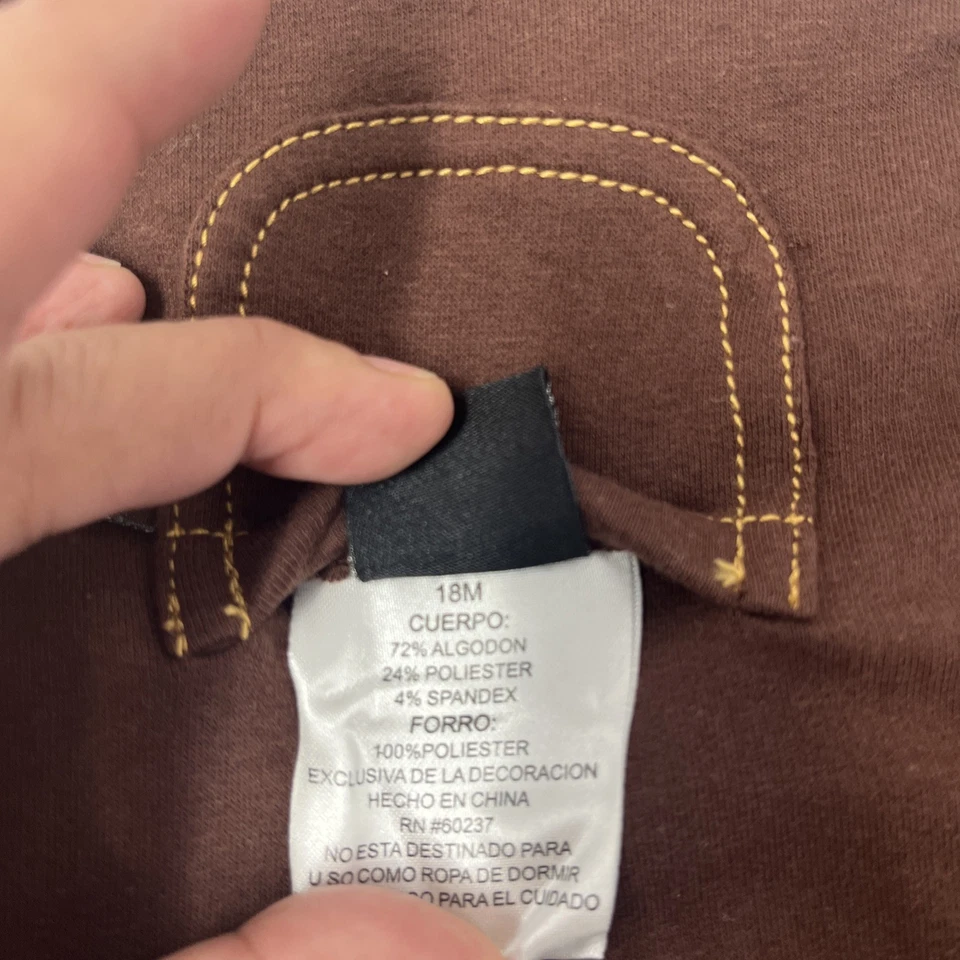 18M
CUERPO:
72% ALGODON
24% POLIESTER
4% SPANDEX
FORRO:
100%POLIESTER
EXCLUSIVA DE LA DECORACION
HECHO EN CHINA
RN #60237
NO ESTA DESTINADO PARA
USO COMO ROPA DE DORMIR
PARA EL CUIDADO